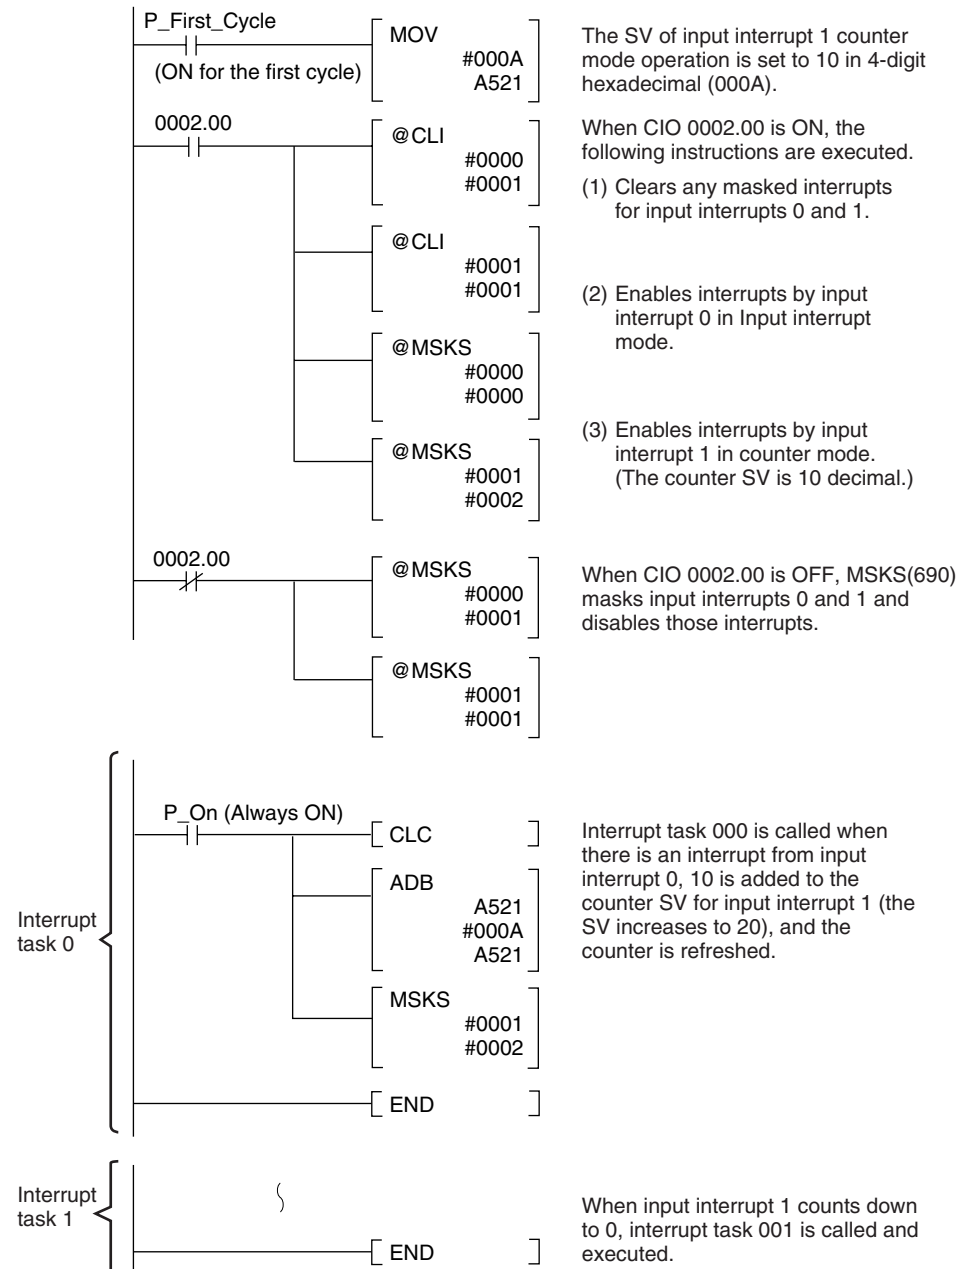 P_First_Cycle
(ON for the first cycle)
MOV
#000A
A521
The SV of input interrupt 1 counter
mode operation is set to 10 in 4-digit
hexadecimal (000A).
0002.00
@CLI
#0000
#0001
When CIO 0002.00 is ON, the
following instructions are executed.
(1) Clears any masked interrupts
for input interrupts 0 and 1.
@CLI
#0001
#0001
(2) Enables interrupts by input
interrupt 0 in Input interrupt
mode.
@MSKS
#0000
#0000
(3) Enables interrupts by input
interrupt 1 in counter mode.
(The counter SV is 10 decimal.)
@MSKS
#0001
#0002
0002.00
@MSKS
#0000
#0001
When CIO 0002.00 is OFF, MSKS(690)
masks input interrupts 0 and 1 and
disables those interrupts.
@MSKS
#0001
#0001
Interrupt
task 0
P_On (Always ON)
CLC
ADB
A521
#000A
A521
Interrupt task 000 is called when
there is an interrupt from input
interrupt 0, 10 is added to the
counter SV for input interrupt 1 (the
SV increases to 20), and the
counter is refreshed.
MSKS
#0001
#0002
END
Interrupt
task 1
END
When input interrupt 1 counts down
to 0, interrupt task 001 is called and
executed.